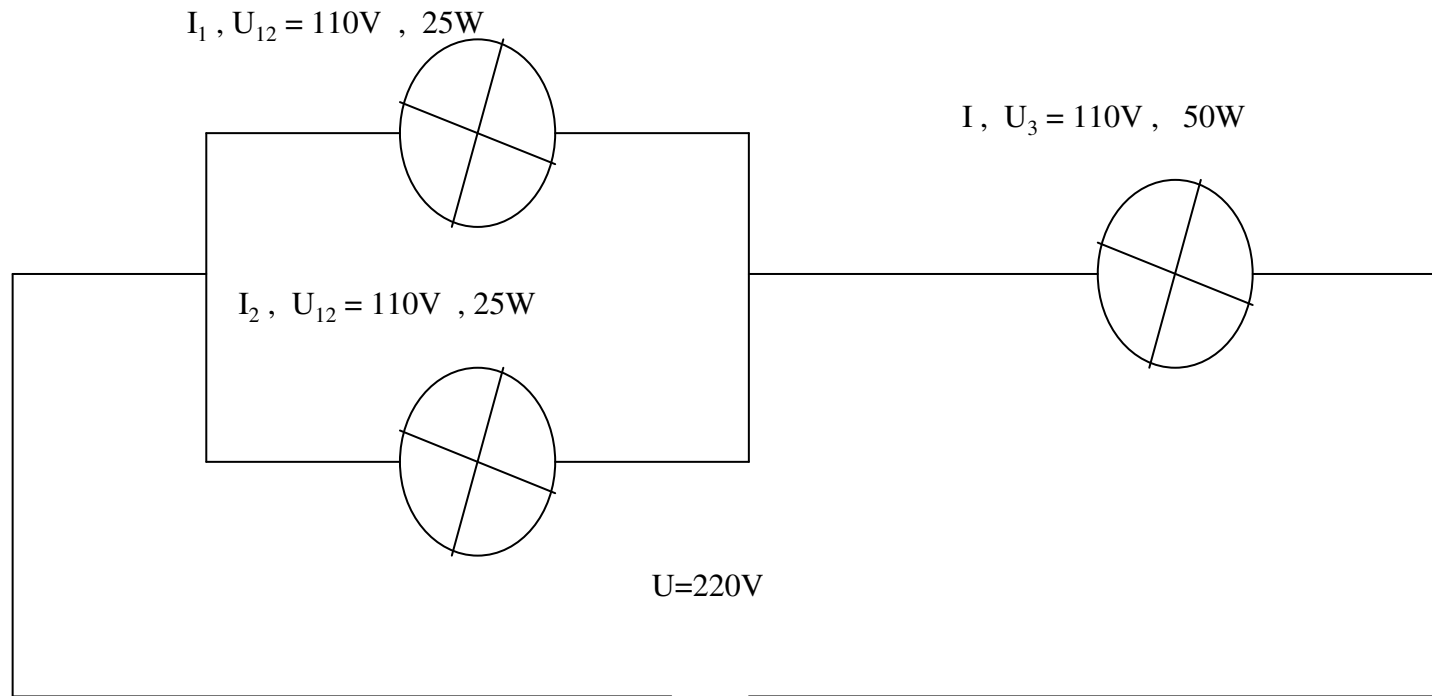 I₁ , U₁₂ = 110V , 25W
I , U₃ = 110V , 50W
I₂ , U₁₂ = 110V , 25W
U=220V